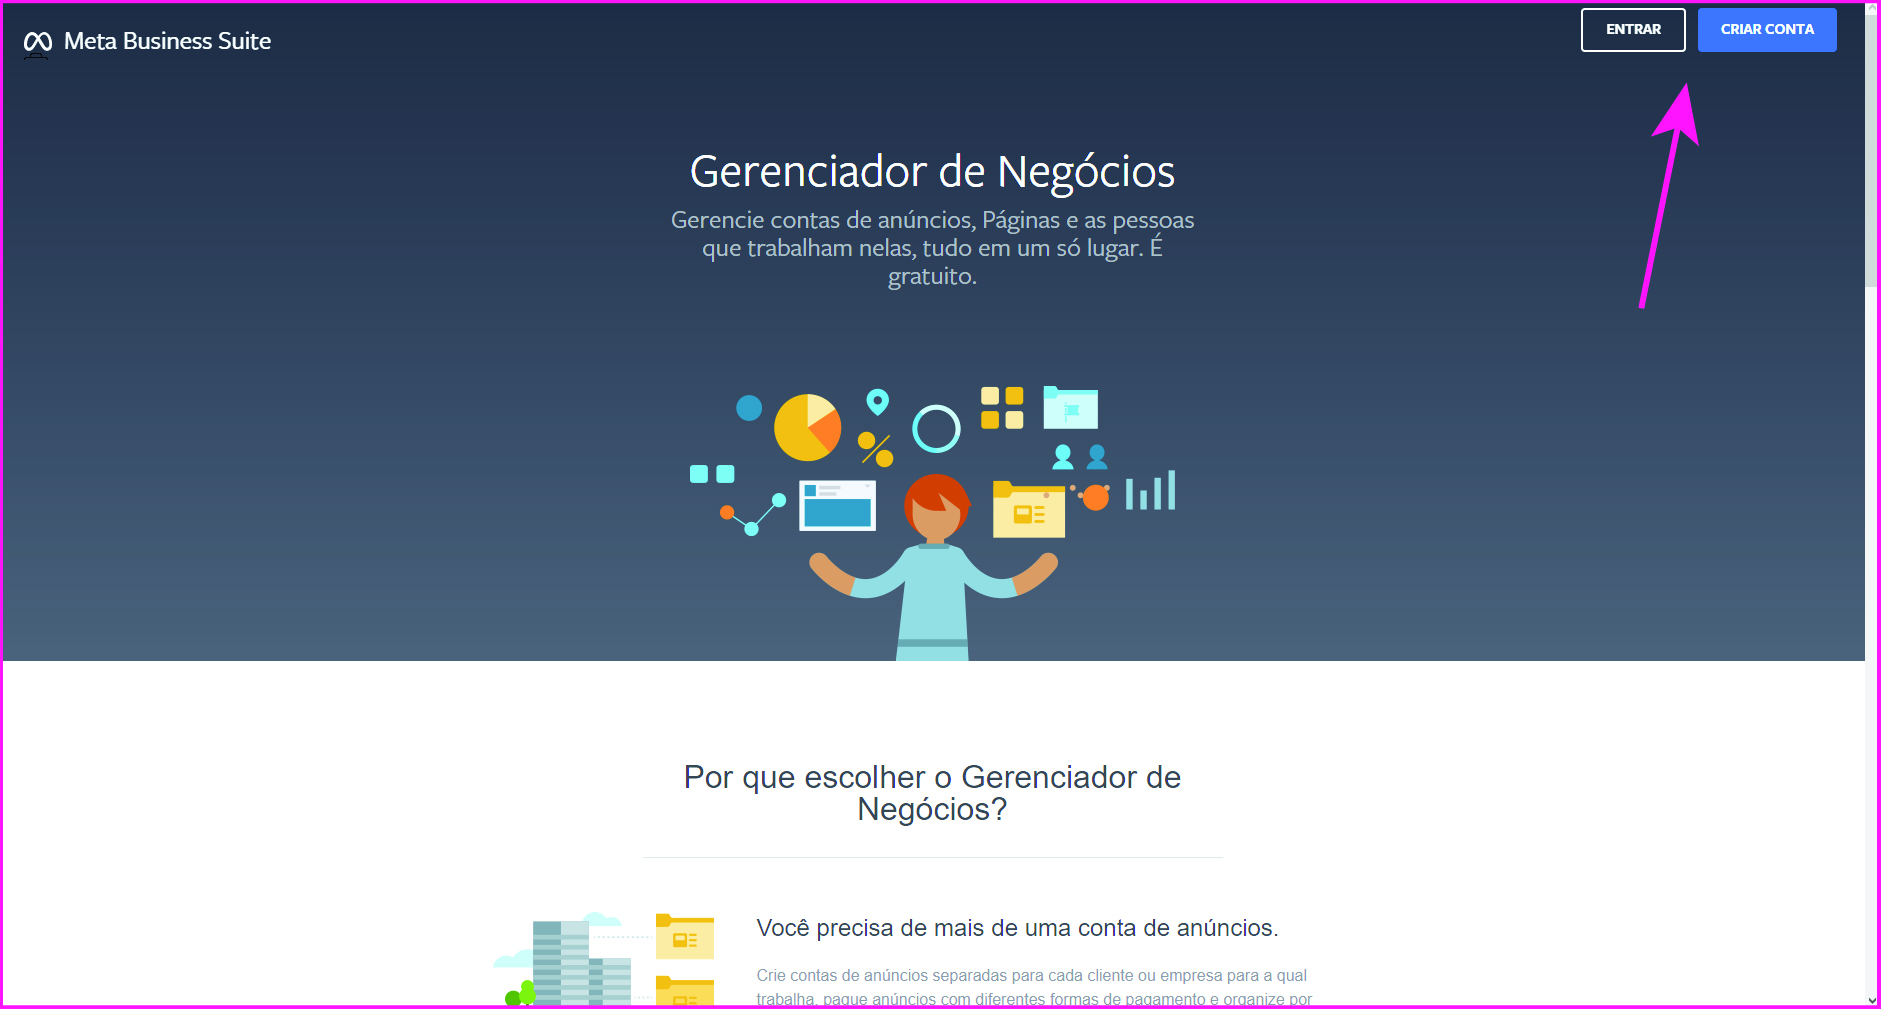 Meta Business Suite
ENTRAR
CRIAR CONTA
Gerenciador de Negócios
Gerencie contas de anúncios, Páginas e as pessoas
que trabalham nelas, tudo em um só lugar. É
gratuito.
Por que escolher o Gerenciador de
Negócios?
Você precisa de mais de uma conta de anúncios.
Crie contas de anúncios separadas para cada cliente ou empresa para a qual
trabalha, pague anúncios com diferentes formas de pagamento e organize por